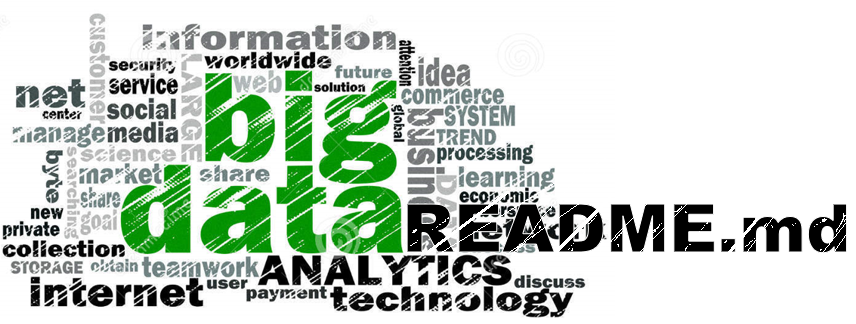 customer
information
attention
security
worldwide
LARGE
web
future
idea
net
service
big
solution
commerce
center
social
global
business
SYSTEM
manage
media
TREND
science
processing
byte
searching
market
share
DATA
learning
share
data
economic
new
goal
private
README.md
collection
STORAGE
obtain
teamwork
ANALYTICS
internet
user
payment
technology
discuss